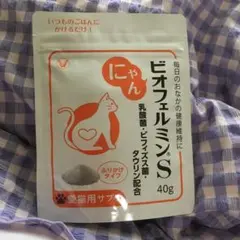 いつものごはんに
かけるだけ!
毎日のおなかの健康維持に
にゃん
ビオフェルミンS
乳酸菌・ビフィズス菌・
タウリン配合
ふりかけタイプ
40g
愛猫用サプリ